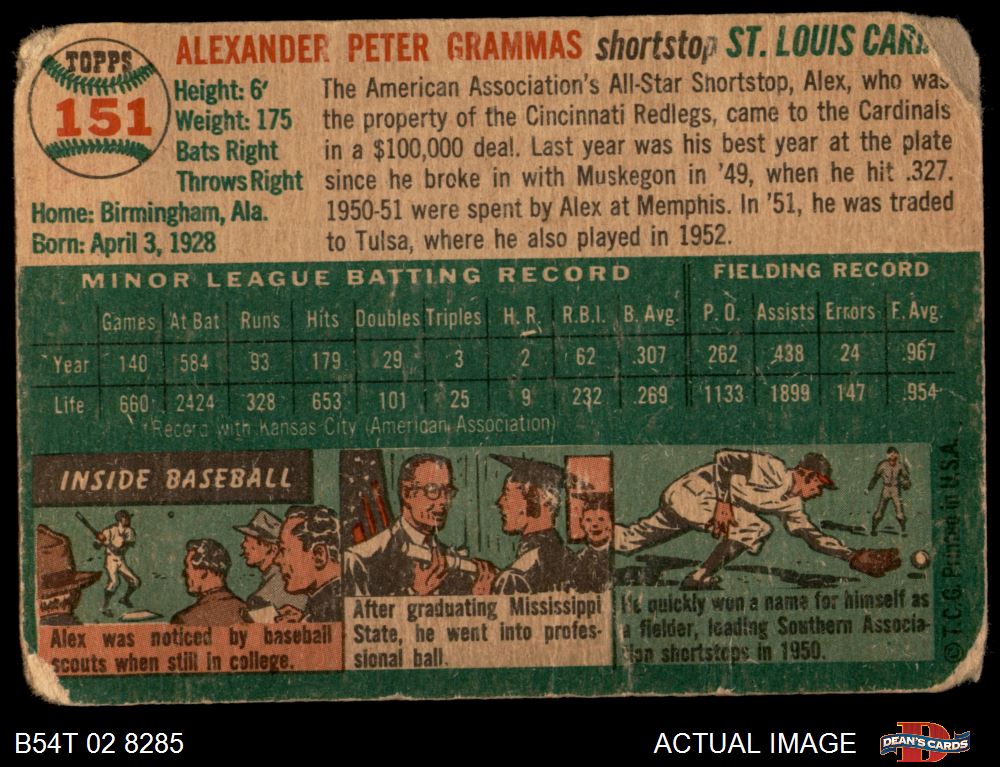 TOPPS
151
ALEXANDER PETER GRAMMAS shortstop ST. LOUIS CAR
Height: 6'
Weight: 175
Bats Right
Throws Right
Home: Birmingham, Ala.
Born: April 3, 1928
The American Association's All-Star Shortstop, Alex, who was
the property of the Cincinnati Redlegs, came to the Cardinals
in a $100,000 deal. Last year was his best year at the plate
since he broke in with Muskegon in '49, when he hit .327.
1950-51 were spent by Alex at Memphis. In '51, he was traded
to Tulsa, where he also played in 1952.
MINOR LEAGUE BATTING RECORD FIELDING RECORD
Games At Bat Runs Hits Doubles Triples H. R. R.B.I. B. Avg. P. O. Assists Errors F. Avg.
Year 140 584 93 179 29 3 2 62 .307 262 438 24 .967
Life 660 2424 328 653 101 25 9 232 .269 1133 1899 147 .954
*Record with Kansas City (American Association)
INSIDE BASEBALL
Alex was noticed by baseball
scouts when still in college.
After graduating Mississippi
State, he went into profes-
sional ball.
He quickly won a name for himself as
a fielder, leading Southern Associa-
tion shortstops in 1950.
© T.C.G. Printed in U.S.A.
B54T 02 8285
ACTUAL IMAGE
DEAN'S CARDS